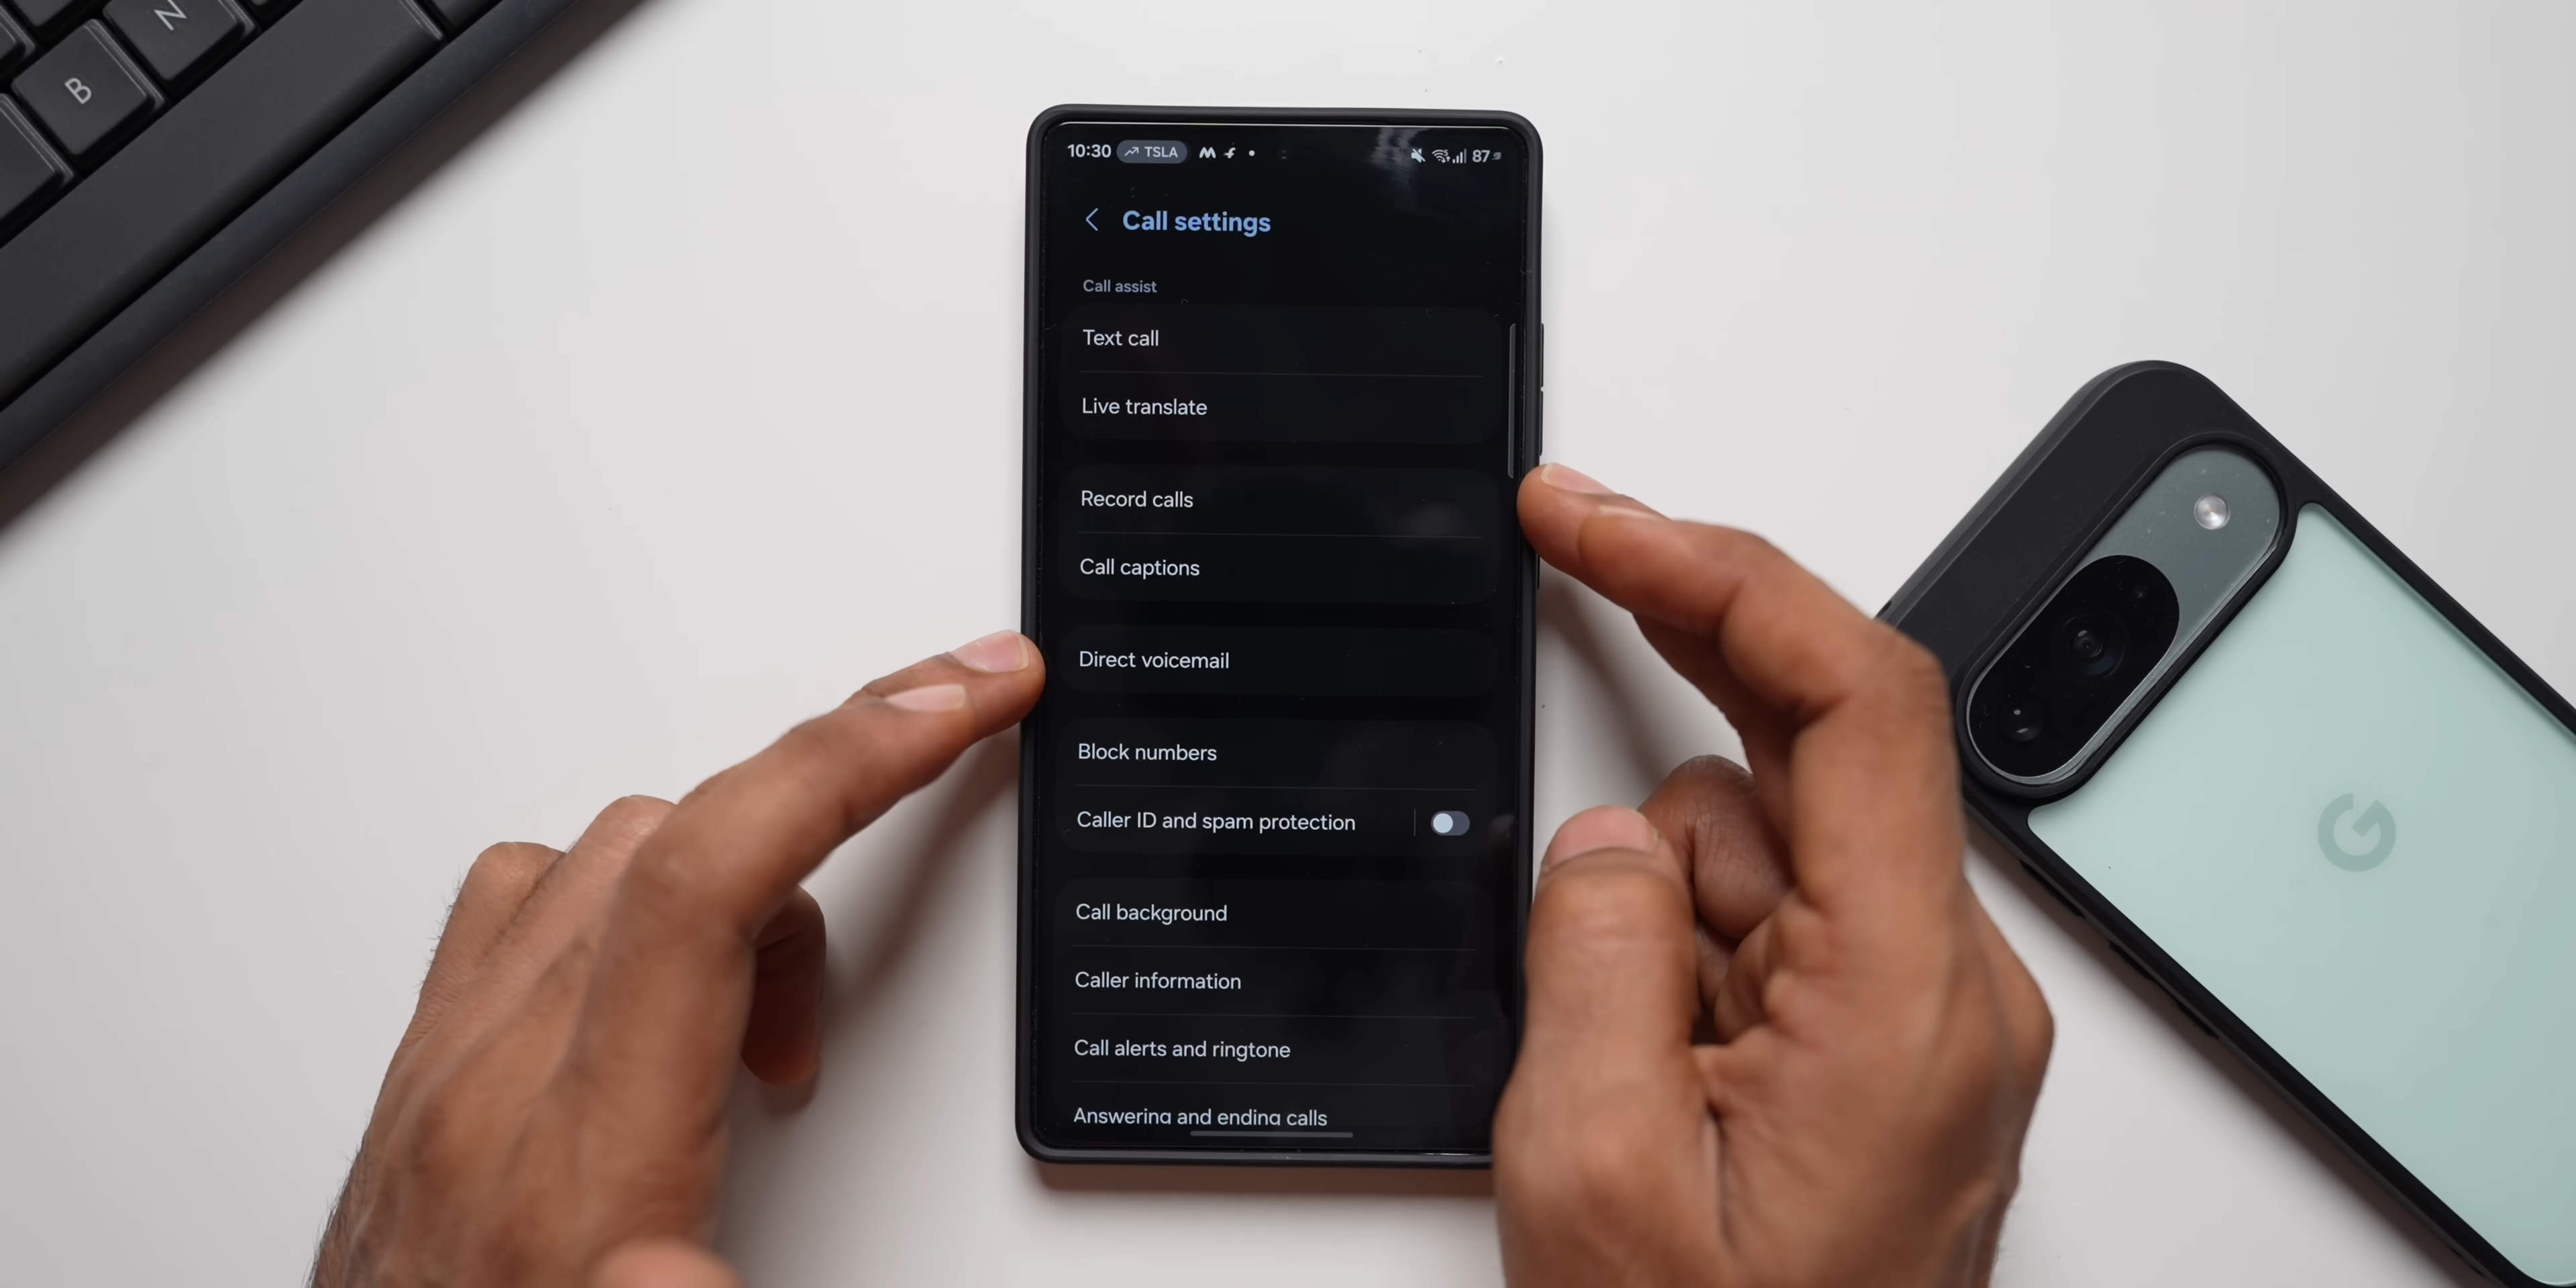 N
B
10:30 TSLA 87
Call settings
Call assist
Text call
Live translate
Record calls
Call captions
Direct voicemail
Block numbers
Caller ID and spam protection
Call background
Caller information
Call alerts and ringtone
Answering and ending calls
G